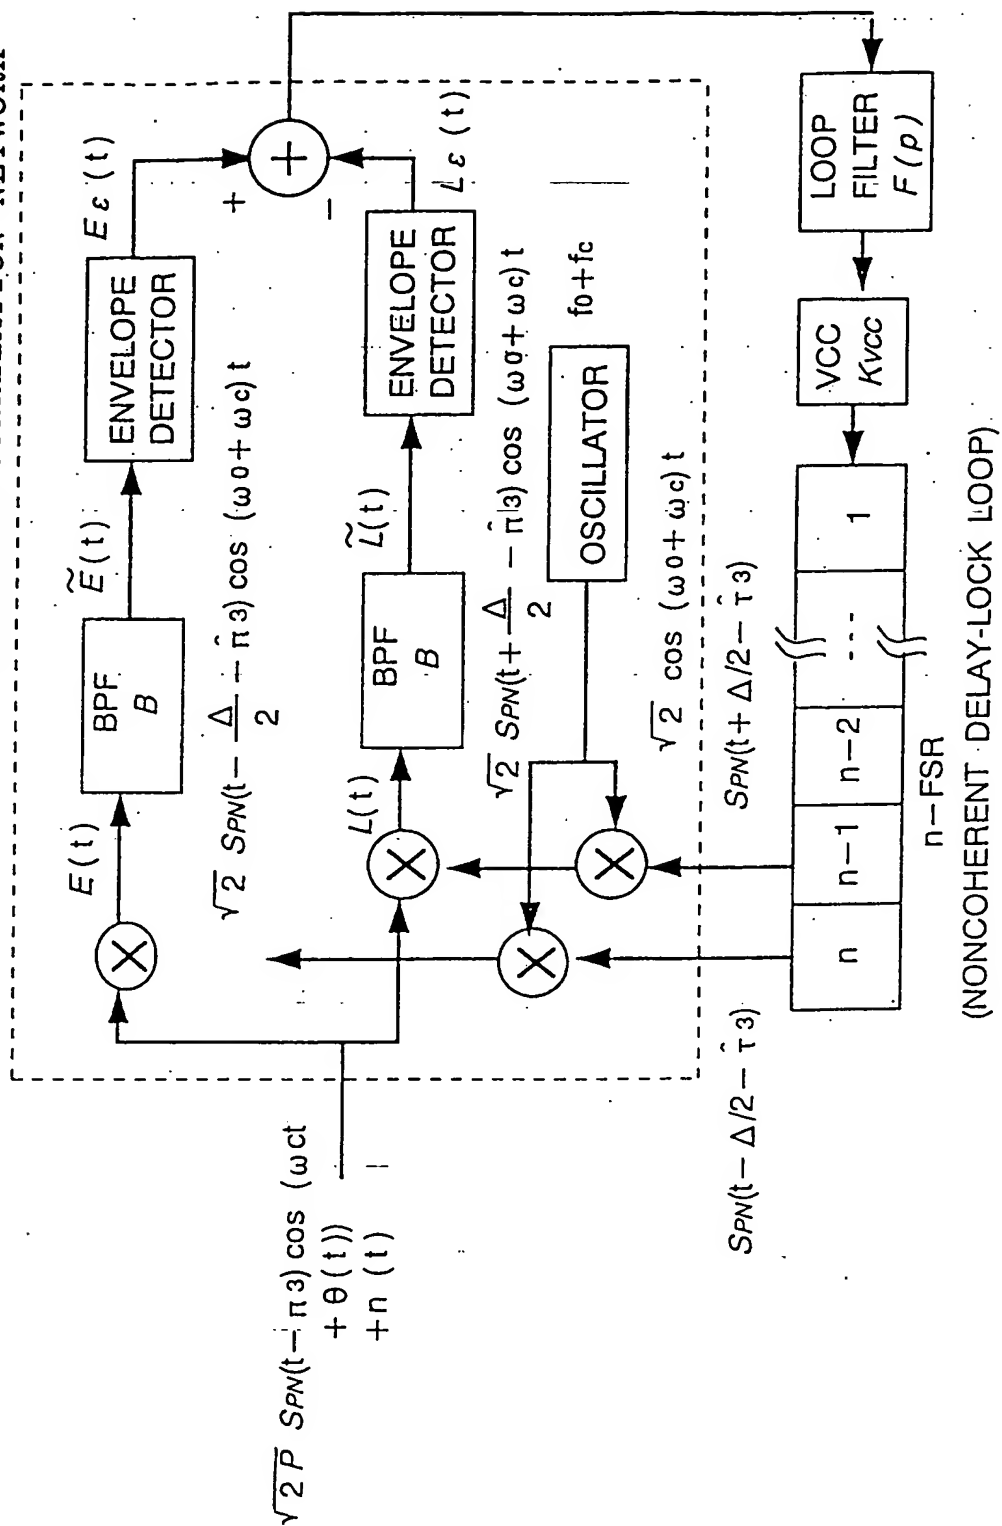 E(t)
BPF
B
Ẽ(t)
ENVELOPE
DETECTOR
Eε(t)
√2 SPN(t− Δ/2 − π̂3) cos (ω0+ωc)t
+
−
+
L(t)
BPF
B
L̃(t)
ENVELOPE
DETECTOR
Lε(t)
√2 SPN(t+ Δ/2 − π̂3) cos (ω0+ωc)t
OSCILLATOR
f0+fc
√2 cos (ω0+ωc)t
√2P SPN(t−π3) cos (ωct
+θ(t))
+n (t)
SPN(t−Δ/2−τ̂3)
SPN(t+Δ/2−τ̂3)
n
n−1
n−2
----
1
VCC
Kvcc
LOOP
FILTER
F(p)
n−FSR
(NONCOHERENT DELAY-LOCK LOOP)